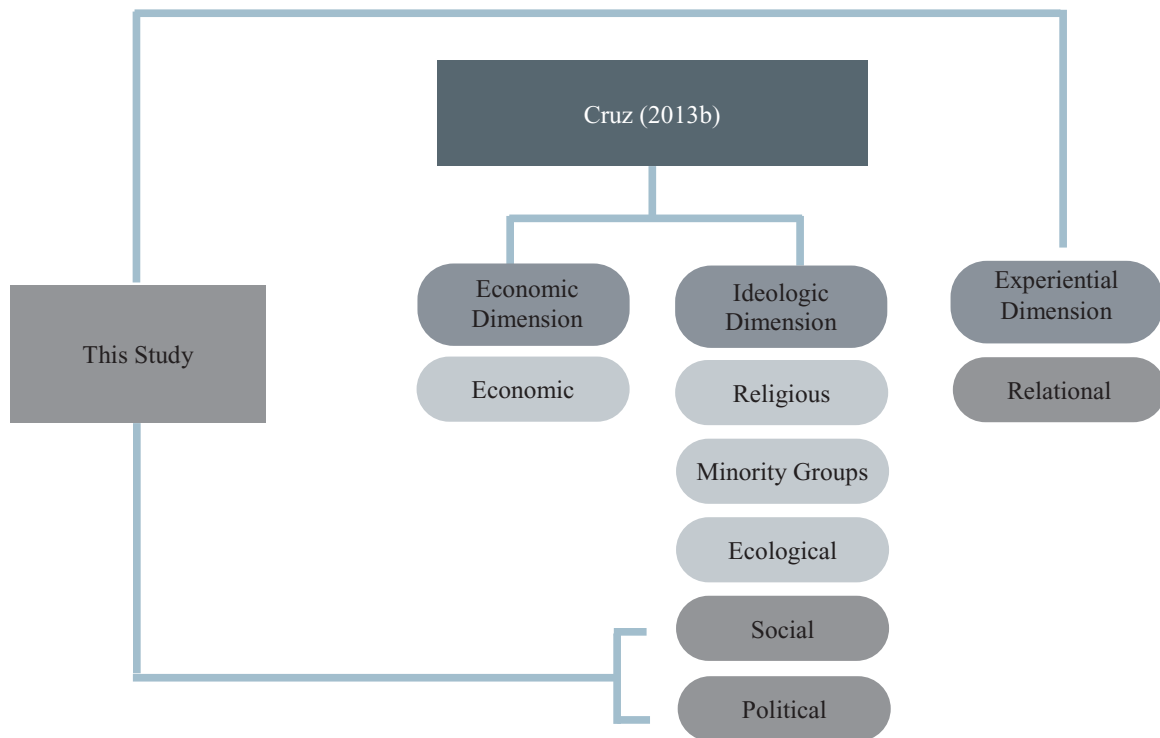 Cruz (2013b)
This Study
Economic
Dimension
Economic
Ideologic
Dimension
Religious
Minority Groups
Ecological
Social
Political
Experiential
Dimension
Relational